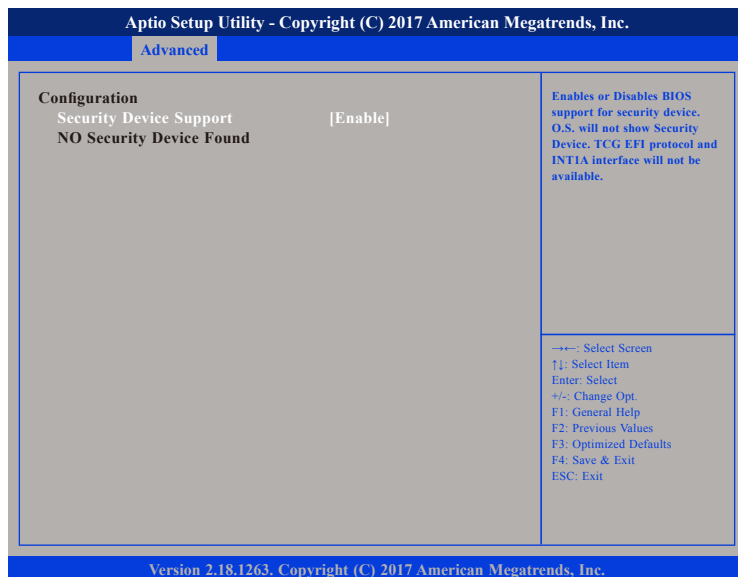 Aptio Setup Utility - Copyright (C) 2017 American Megatrends, Inc.
Advanced
Configuration
Security Device Support [Enable]
NO Security Device Found
Enables or Disables BIOS
support for security device.
O.S. will not show Security
Device. TCG EFI protocol and
INT1A interface will not be
available.
→←: Select Screen
↑↓: Select Item
Enter: Select
+/-: Change Opt.
F1: General Help
F2: Previous Values
F3: Optimized Defaults
F4: Save & Exit
ESC: Exit
Version 2.18.1263. Copyright (C) 2017 American Megatrends, Inc.